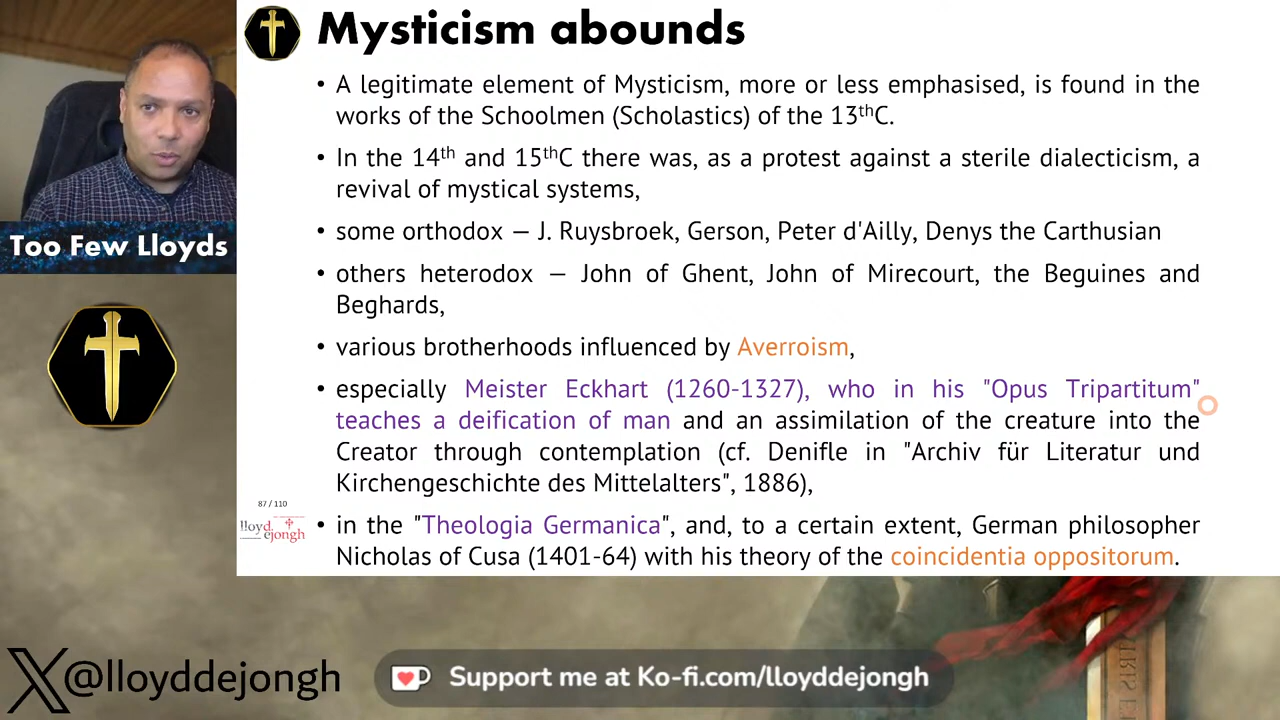 Mysticism abounds
• A legitimate element of Mysticism, more or less emphasised, is found in the
works of the Schoolmen (Scholastics) of the 13thC.
• In the 14th and 15thC there was, as a protest against a sterile dialecticism, a
revival of mystical systems,
• some orthodox — J. Ruysbroek, Gerson, Peter d'Ailly, Denys the Carthusian
• others heterodox — John of Ghent, John of Mirecourt, the Beguines and
Beghards,
• various brotherhoods influenced by Averroism,
• especially Meister Eckhart (1260-1327), who in his "Opus Tripartitum"
teaches a deification of man and an assimilation of the creature into the
Creator through contemplation (cf. Denifle in "Archiv für Literatur und
Kirchengeschichte des Mittelalters", 1886),
• in the "Theologia Germanica", and, to a certain extent, German philosopher
Nicholas of Cusa (1401-64) with his theory of the coincidentia oppositorum.
Too Few Lloyds
87 / 110
lloyd
dejongh
X@lloyddejongh
Support me at Ko-fi.com/lloyddejongh